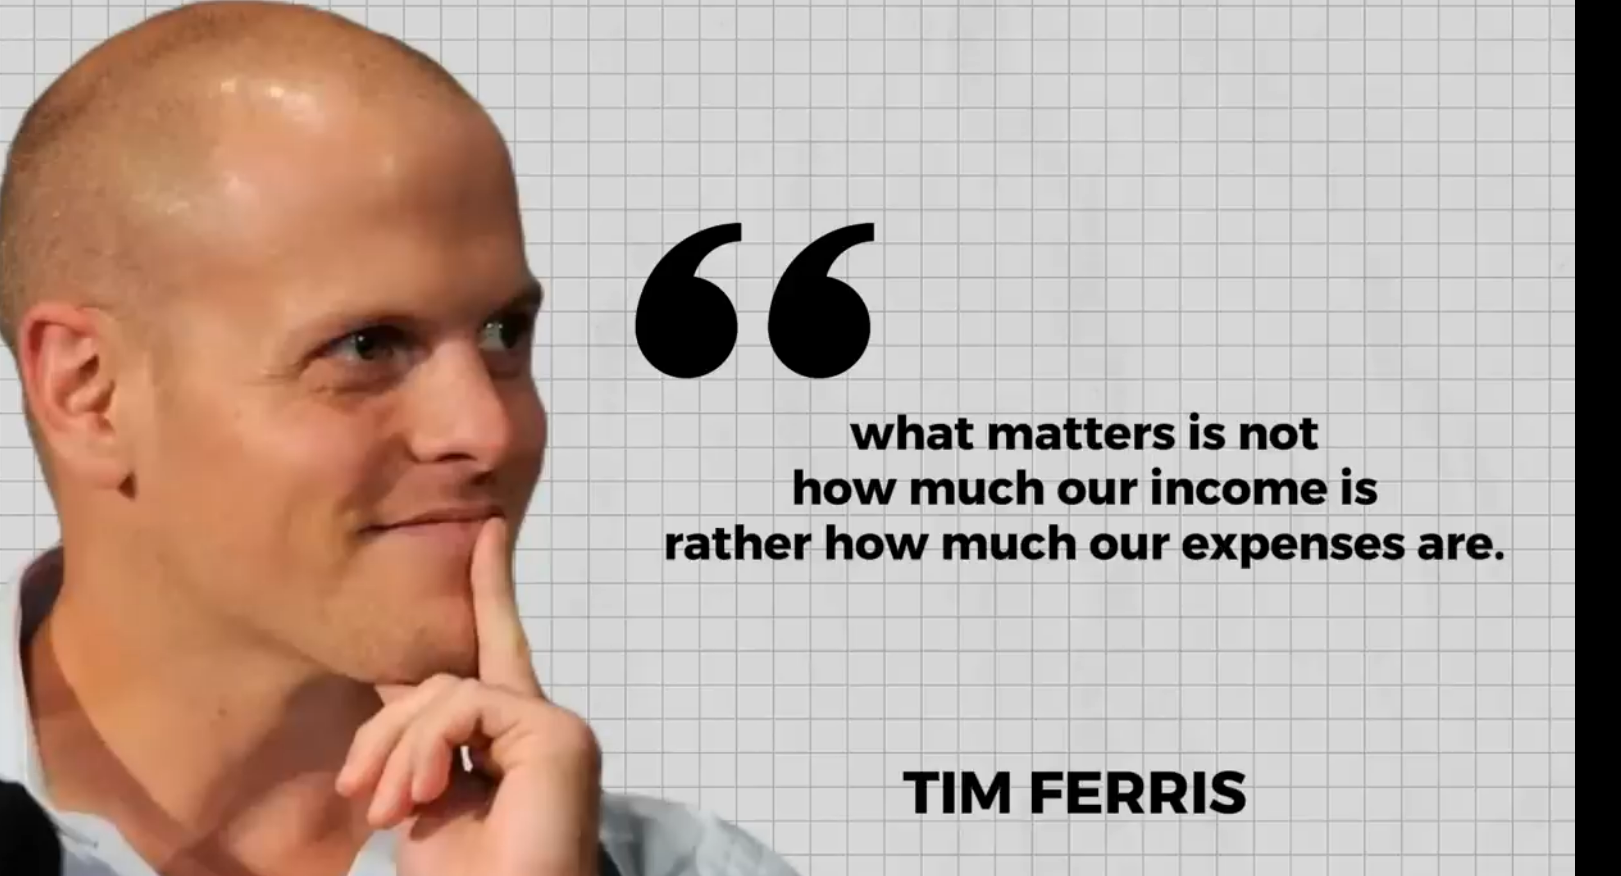 “
what matters is not
how much our income is
rather how much our expenses are.
TIM FERRIS